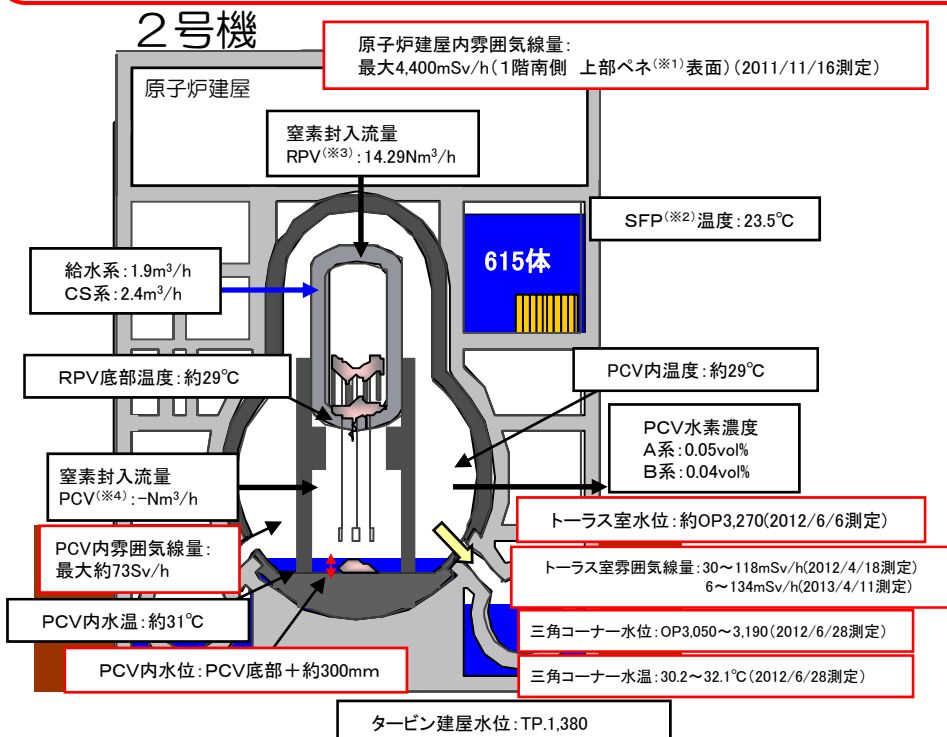 2号機
原子炉建屋内雰囲気線量:
最大4,400mSv/h(1階南側 上部ペネ(※1)表面)(2011/11/16測定)
原子炉建屋
窒素封入流量
RPV(※3):14.29Nm3/h
SFP(※2)温度:23.5℃
615体
給水系:1.9m3/h
CS系:2.4m3/h
RPV底部温度:約29℃
PCV内温度:約29℃
PCV水素濃度
A系:0.05vol%
B系:0.04vol%
窒素封入流量
PCV(※4):-Nm3/h
トーラス室水位:約OP3,270(2012/6/6測定)
PCV内雰囲気線量:
最大約73Sv/h
トーラス室雰囲気線量:30~118mSv/h(2012/4/18測定)
6~134mSv/h(2013/4/11測定)
PCV内水温:約31℃
三角コーナー水位:OP3,050~3,190(2012/6/28測定)
PCV内水位:PCV底部+約300mm
三角コーナー水温:30.2~32.1℃(2012/6/28測定)
タービン建屋水位:TP.1,380